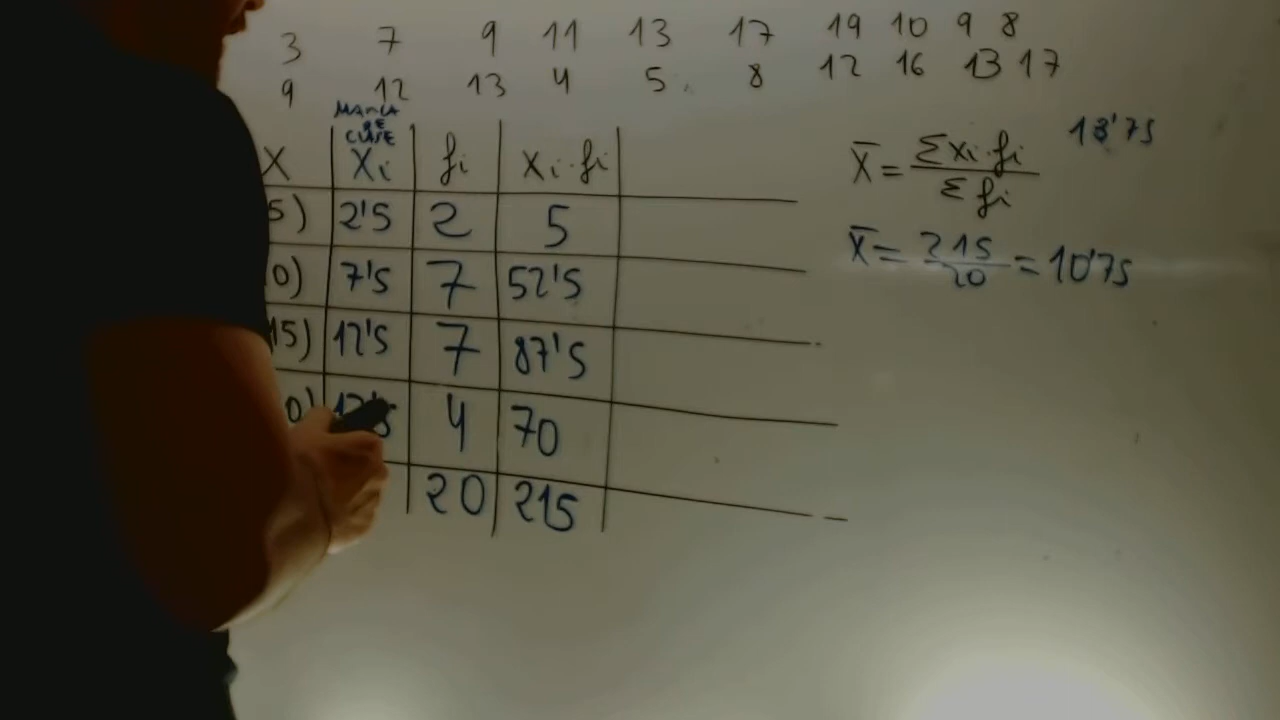 3 7 9 11 13 17 19 10 9 8
9 12 13 4 5 8 12 16 13 17
MARCA
DE
CLASE
X Xi fi Xi·fi
5) 2'5 2 5
0) 7'5 7 52'5
15) 12'5 7 87'5
0) 4 70
20 215
X̄ = Σxi·fi / Σfi
13'75
X̄ = 215 / 20 = 10'75